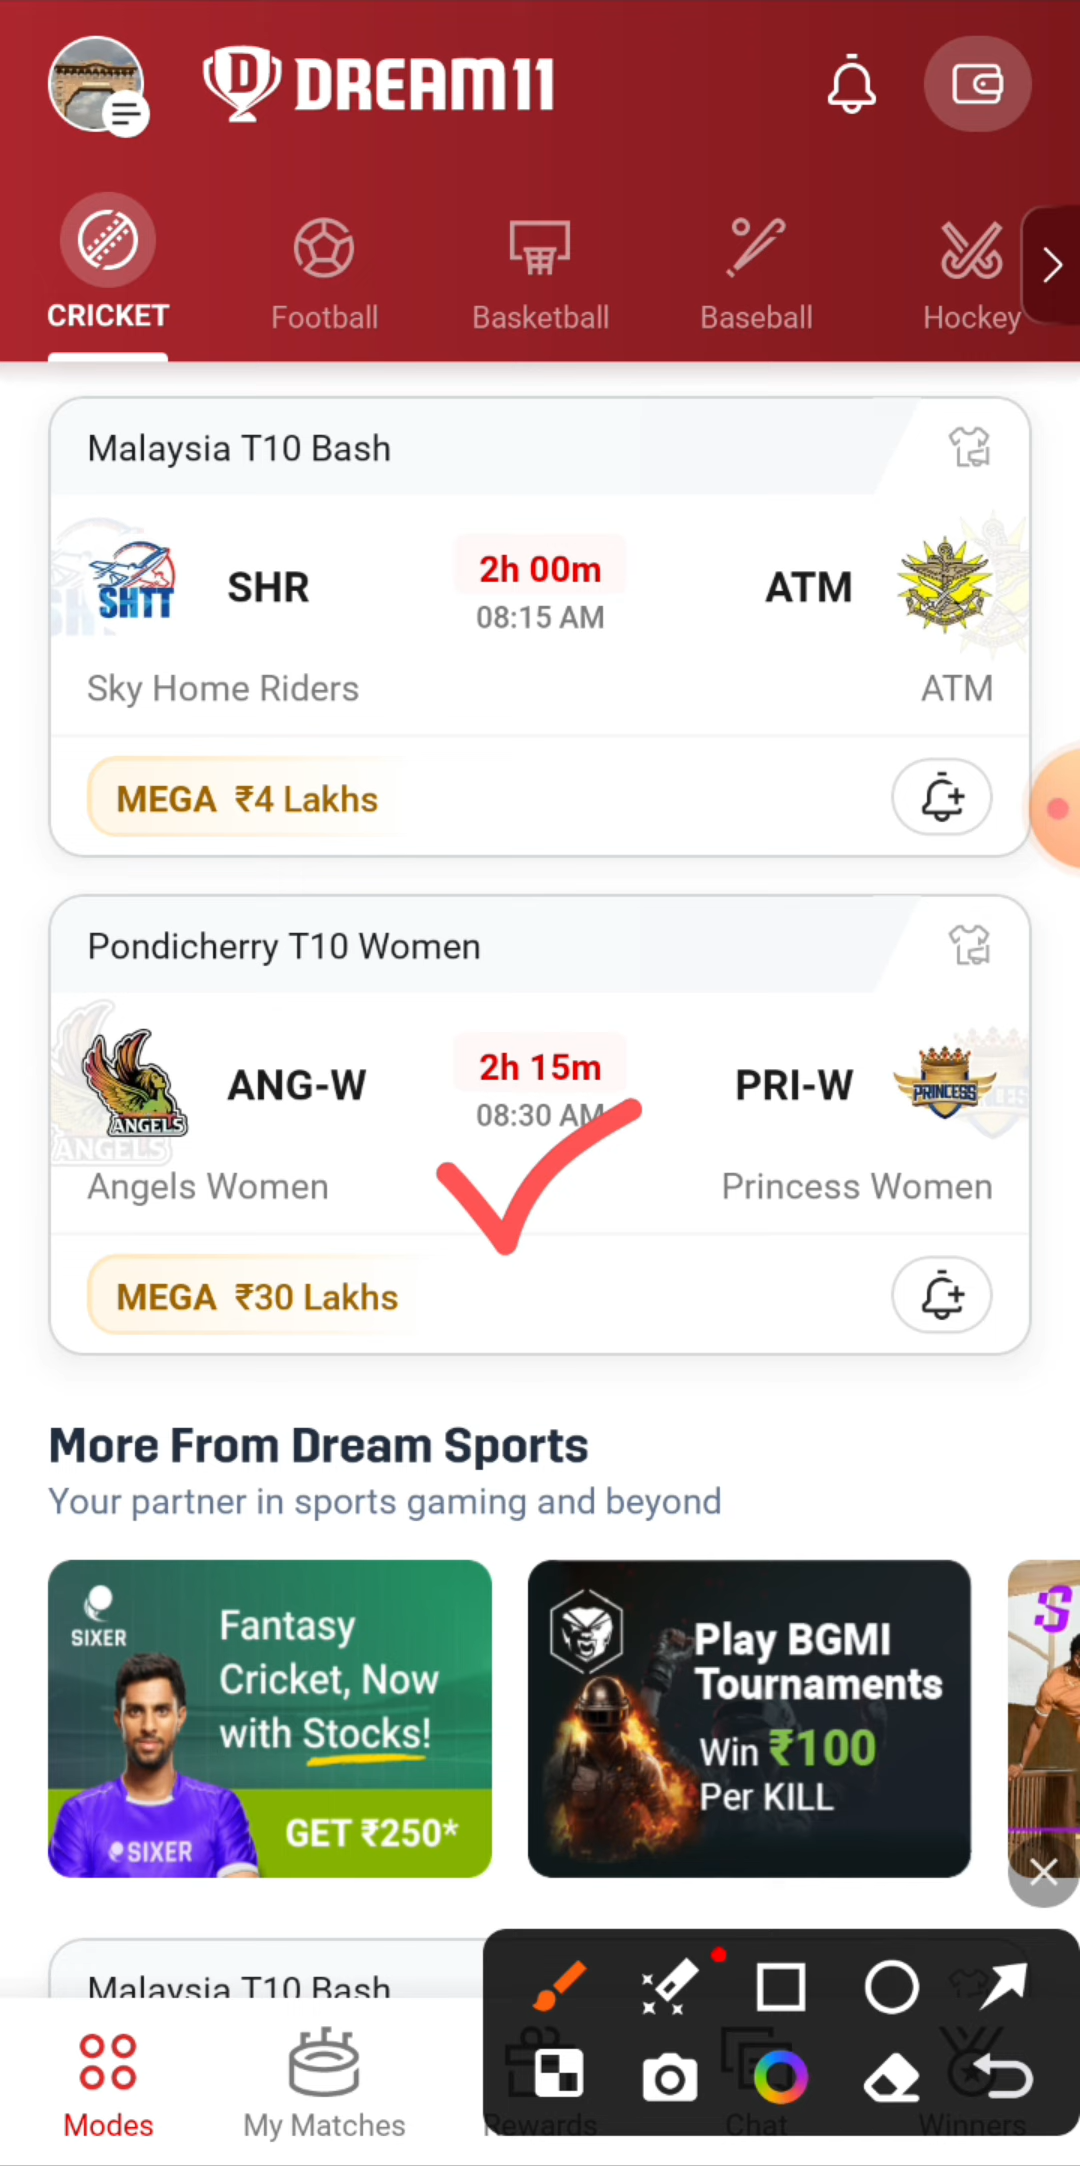 DREAM11
CRICKET
Football
Basketball
Baseball
Hockey
Malaysia T10 Bash
SHTT
SHR
2h 00m
08:15 AM
ATM
Sky Home Riders
ATM
MEGA ₹4 Lakhs
Pondicherry T10 Women
ANGELS
ANG-W
2h 15m
08:30 AM
PRI-W
PRINCESS
Angels Women
Princess Women
MEGA ₹30 Lakhs
More From Dream Sports
Your partner in sports gaming and beyond
SIXER
Fantasy
Cricket, Now
with Stocks!
SIXER
GET ₹250*
Play BGMI
Tournaments
Win ₹100
Per KILL
S
Malaysia T10 Bash
Modes
My Matches
Rewards
Chat
Winners